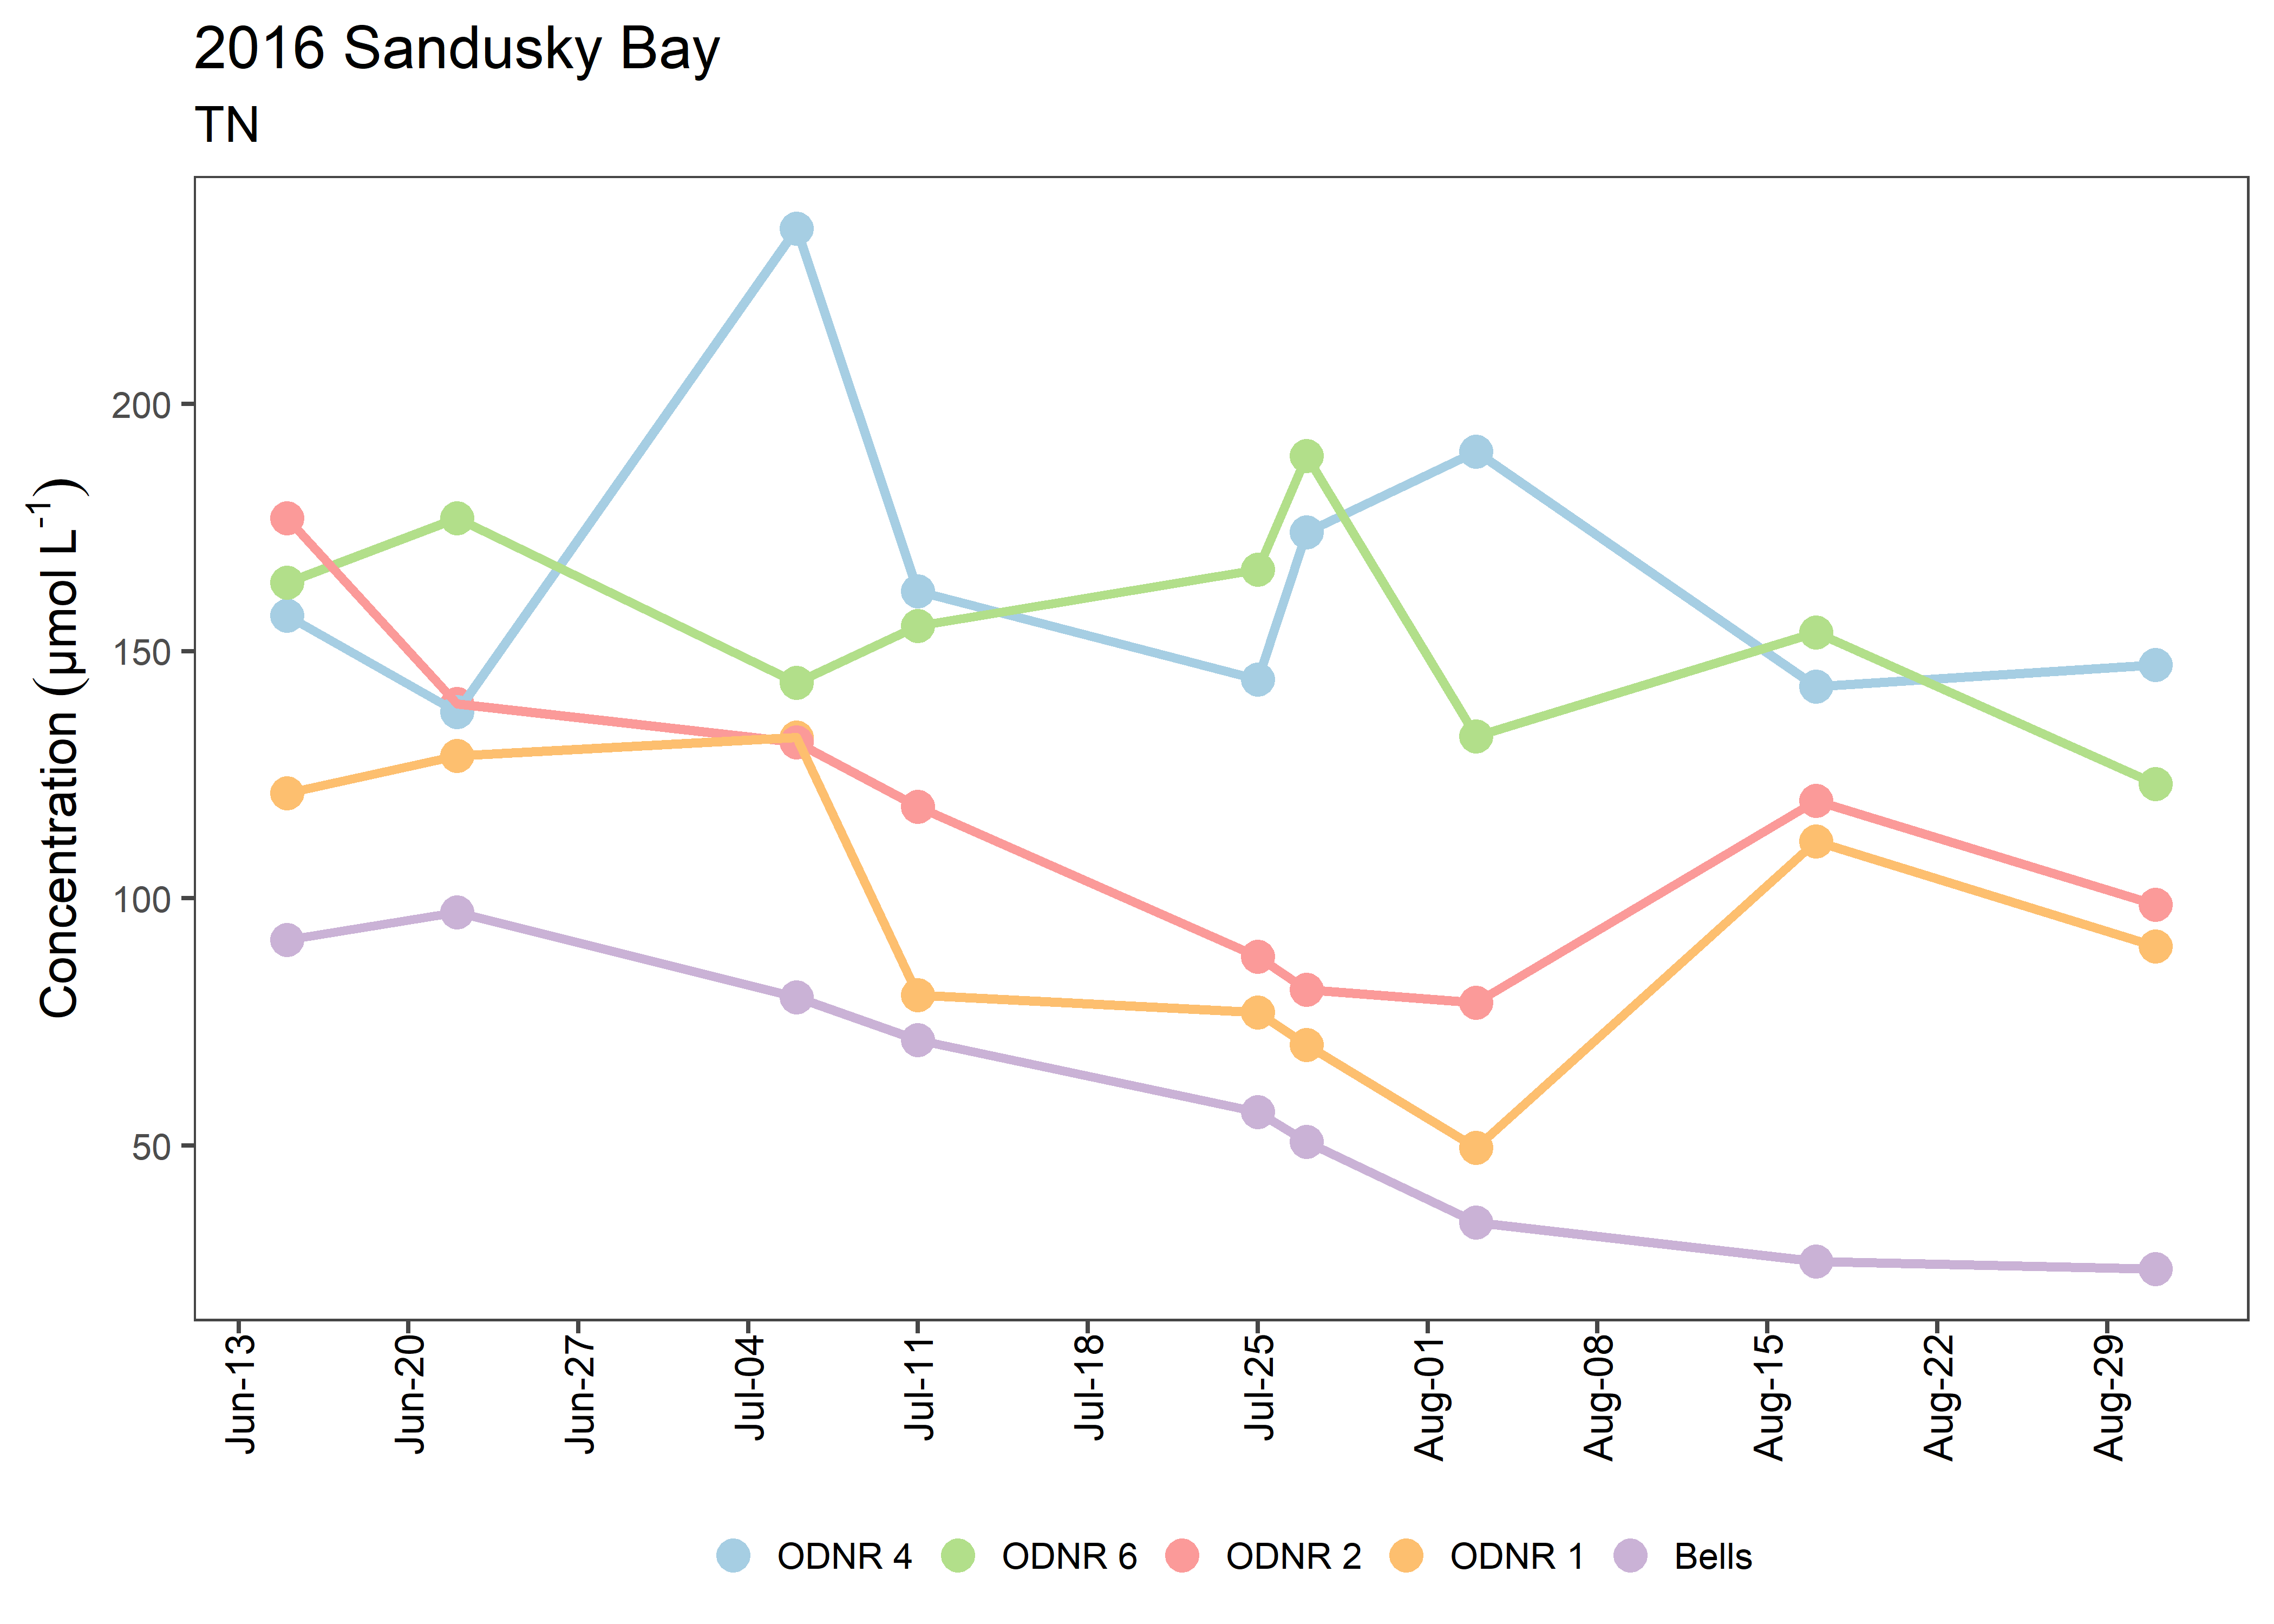 2016 Sandusky Bay
TN
Concentration (µmol L⁻¹)
200
150
100
50
Jun-13
Jun-20
Jun-27
Jul-04
Jul-11
Jul-18
Jul-25
Aug-01
Aug-08
Aug-15
Aug-22
Aug-29
ODNR 4 ODNR 6 ODNR 2 ODNR 1 Bells